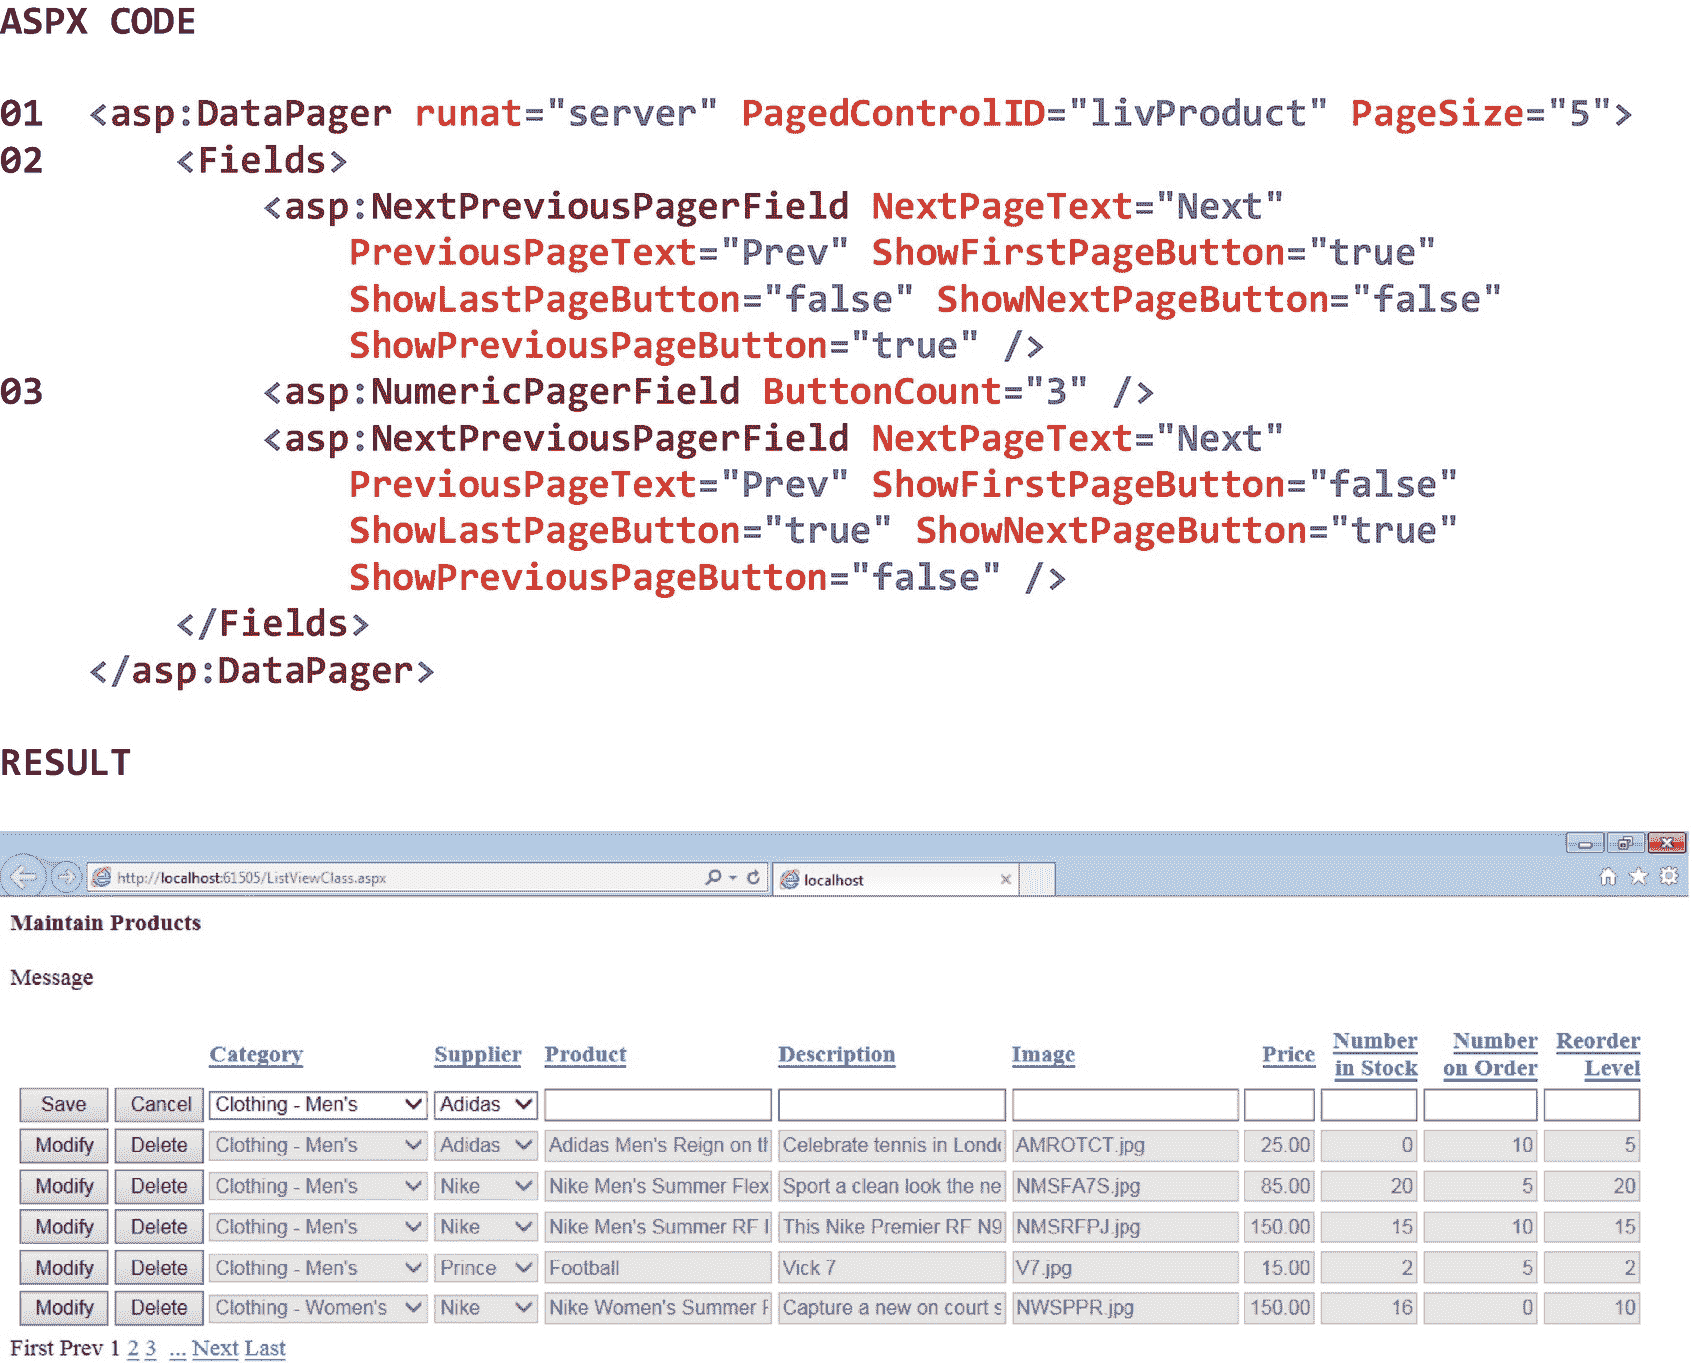 ASPX CODE
01 <asp:DataPager runat="server" PagedControlID="livProduct" PageSize="5">
02 <Fields>
<asp:NextPreviousPagerField NextPageText="Next"
PreviousPageText="Prev" ShowFirstPageButton="true"
ShowLastPageButton="false" ShowNextPageButton="false"
ShowPreviousPageButton="true" />
03 <asp:NumericPagerField ButtonCount="3" />
<asp:NextPreviousPagerField NextPageText="Next"
PreviousPageText="Prev" ShowFirstPageButton="false"
ShowLastPageButton="true" ShowNextPageButton="true"
ShowPreviousPageButton="false" />
</Fields>
</asp:DataPager>
RESULT
http://localhost:61505/ListViewClass.aspx localhost
Maintain Products
Message
Category Supplier Product Description Image Price Number in Stock Number on Order Reorder Level
Save Cancel Clothing - Men's Adidas
Modify Delete Clothing - Men's Adidas Adidas Men's Reign on th Celebrate tennis in Londo AMROTCT.jpg 25.00 0 10 5
Modify Delete Clothing - Men's Nike Nike Men's Summer Flex Sport a clean look the ne NMSFA7S.jpg 85.00 20 5 20
Modify Delete Clothing - Men's Nike Nike Men's Summer RF This Nike Premier RF N9 NMSRFPJ.jpg 150.00 15 10 15
Modify Delete Clothing - Men's Prince Football Vick 7 V7.jpg 15.00 2 5 2
Modify Delete Clothing - Women's Nike Nike Women's Summer Capture a new on court s NWSPPR.jpg 150.00 16 0 10
First Prev 1 2 3 ... Next Last